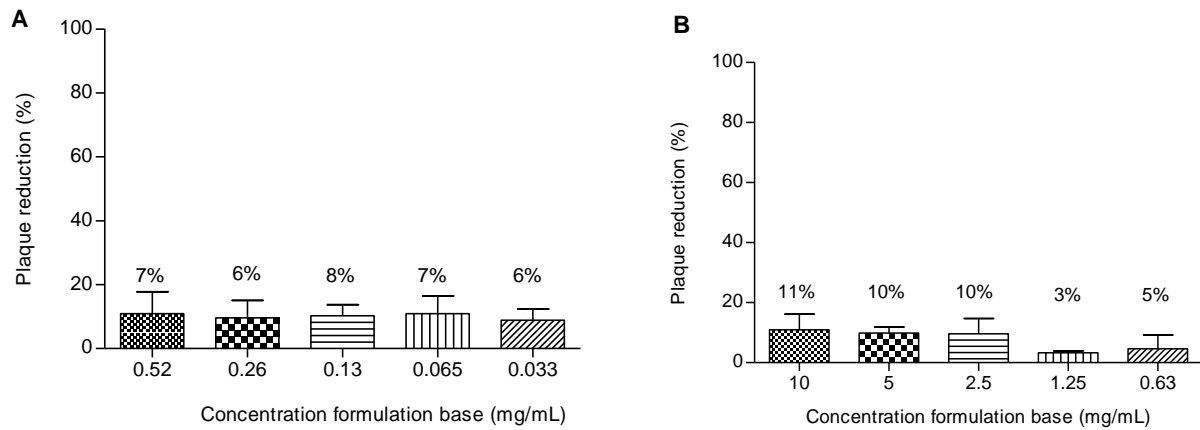 A
100
80
60
40
20
0
Plaque reduction (%)
7% 6% 8% 7% 6%
0.52 0.26 0.13 0.065 0.033
Concentration formulation base (mg/mL)
B
100
80
60
40
20
0
Plaque reduction (%)
11% 10% 10% 3% 5%
10 5 2.5 1.25 0.63
Concentration formulation base (mg/mL)